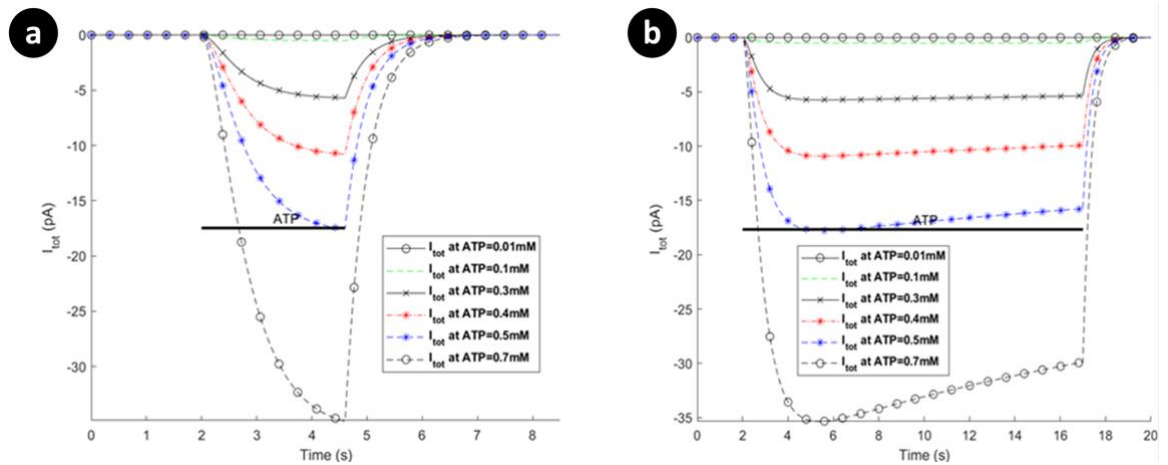 a
0
-5
-10
-15
-20
-25
-30
I_tot (pA)
ATP
I_tot at ATP=0.01mM
I_tot at ATP=0.1mM
I_tot at ATP=0.3mM
I_tot at ATP=0.4mM
I_tot at ATP=0.5mM
I_tot at ATP=0.7mM
0 1 2 3 4 5 6 7 8
Time (s)
b
0
-5
-10
-15
-20
-25
-30
-35
I_tot (pA)
ATP
I_tot at ATP=0.01mM
I_tot at ATP=0.1mM
I_tot at ATP=0.3mM
I_tot at ATP=0.4mM
I_tot at ATP=0.5mM
I_tot at ATP=0.7mM
0 2 4 6 8 10 12 14 16 18 20
Time (s)